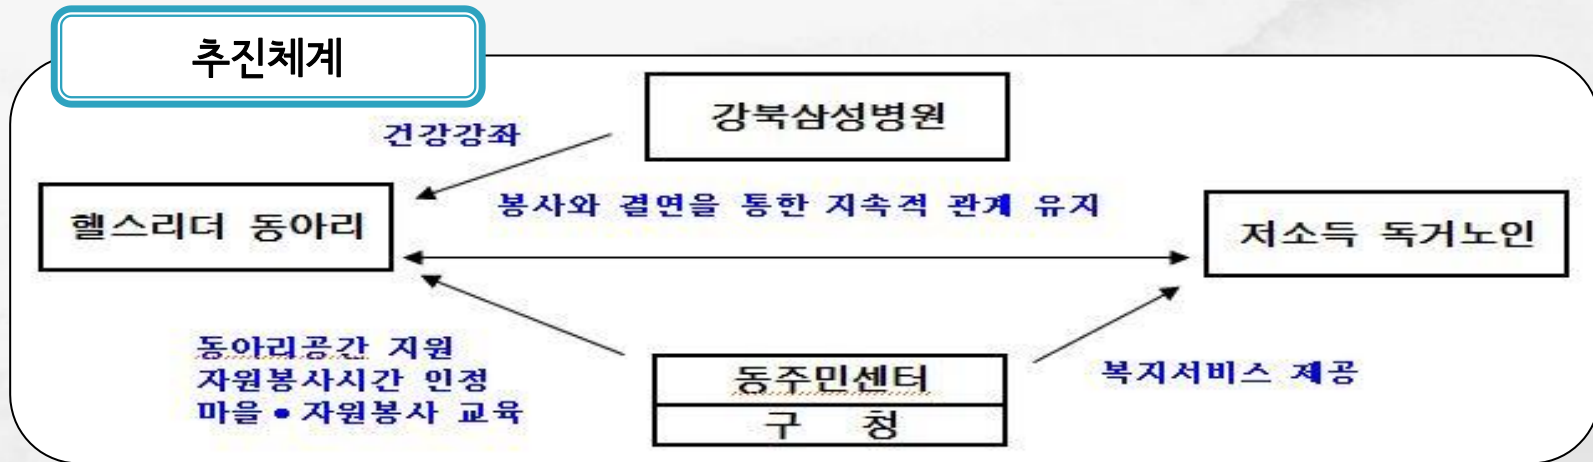 추진체계
강북삼성병원
건강강좌
헬스리더 동아리
봉사와 결연을 통한 지속적 관계 유지
저소득 독거노인
동아리공간 지원
자원봉사시간 인정
마을•자원봉사 교육
동주민센터
구 청
복지서비스 제공